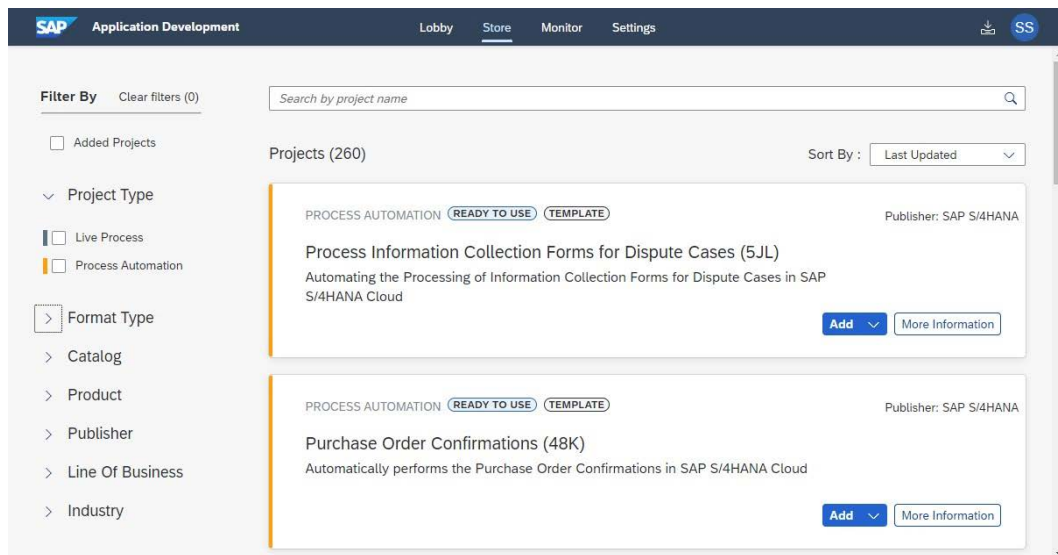 SAP Application Development Lobby Store Monitor Settings SS
Filter By Clear filters (0)
Search by project name
Added Projects
Projects (260) Sort By : Last Updated
Project Type
Live Process
Process Automation
Format Type
Catalog
Product
Publisher
Line Of Business
Industry
PROCESS AUTOMATION READY TO USE TEMPLATE Publisher: SAP S/4HANA
Process Information Collection Forms for Dispute Cases (5JL)
Automating the Processing of Information Collection Forms for Dispute Cases in SAP
S/4HANA Cloud
Add More Information
PROCESS AUTOMATION READY TO USE TEMPLATE Publisher: SAP S/4HANA
Purchase Order Confirmations (48K)
Automatically performs the Purchase Order Confirmations in SAP S/4HANA Cloud
Add More Information